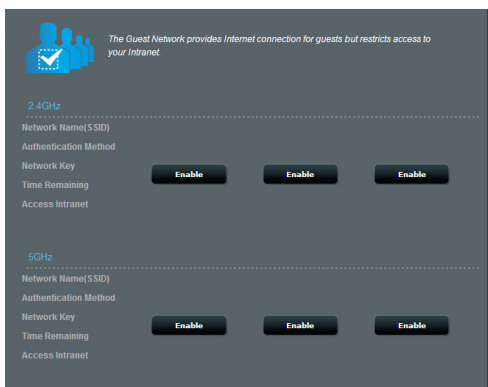 The Guest Network provides Internet connection for guests but restricts access to
your Intranet.
2.4GHz
Network Name(SSID)
Authentication Method
Network Key
Enable Enable Enable
Time Remaining
Access Intranet
5GHz
Network Name(SSID)
Authentication Method
Network Key
Enable Enable Enable
Time Remaining
Access Intranet